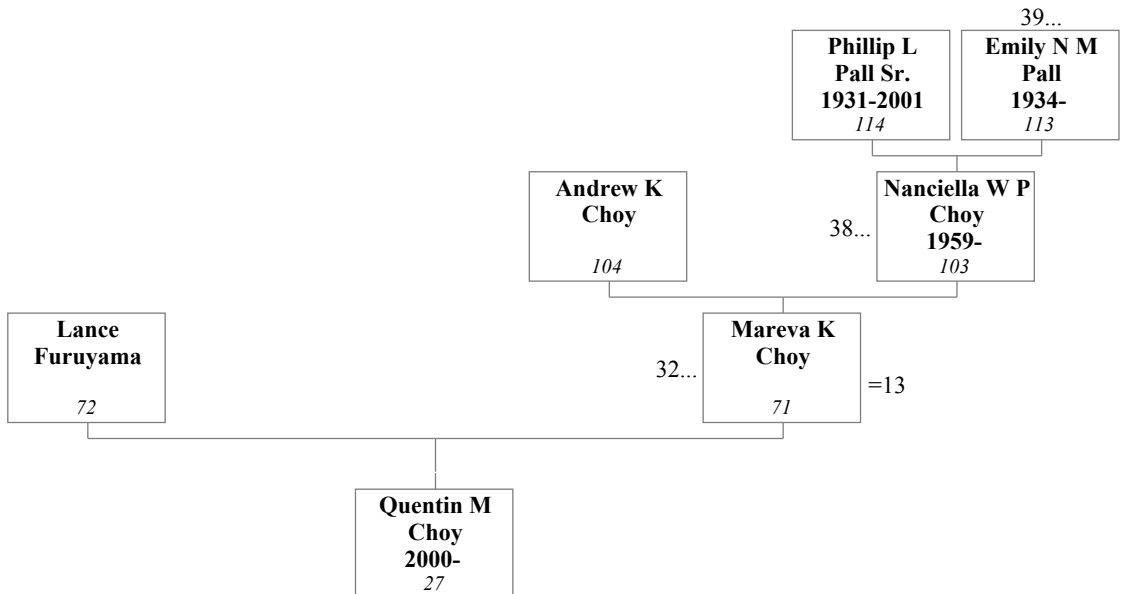 39...
Phillip L
Pall Sr.
1931-2001
114
Emily N M
Pall
1934-
113
Andrew K
Choy
104
38...
Nanciella W P
Choy
1959-
103
Lance
Furuyama
72
32...
Mareva K
Choy
71
=13
Quentin M
Choy
2000-
27